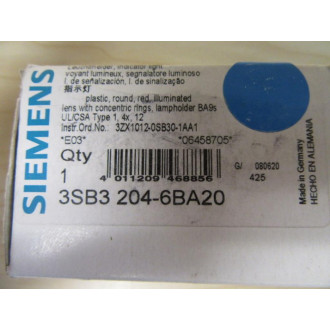 SIEMENS
Leuchtmelder, indicator light
voyant lumineux, segnalatore luminoso
l. de señalización, l. de sinalização
指示灯
plastic, round, red, illuminated
lens with concentric rings, lampholder BA9s
UL/CSA Type 1, 4x, 12
Instr.Ord.No.: 3ZX1012-0SB30-1AA1
*E03* *06458705*
Qty
1
4 011209 468856
G/ 080620
425
Made in Germany
HECHO EN ALEMANIA
3SB3 204-6BA20